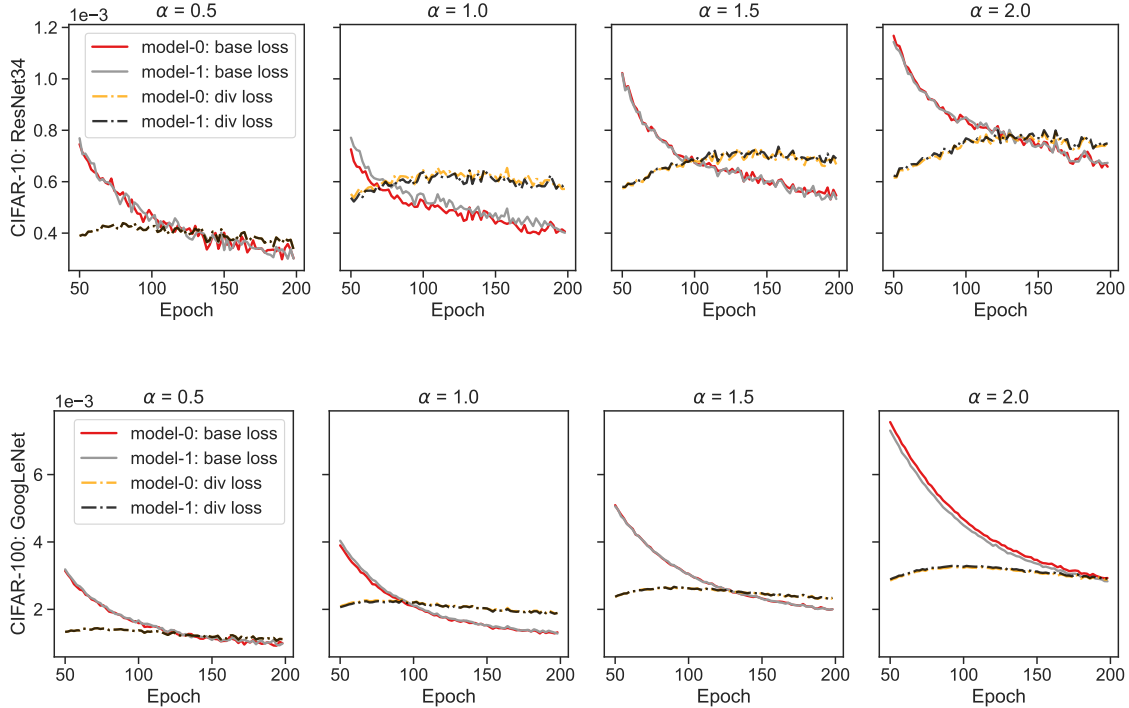 α = 0.5
α = 1.0
α = 1.5
α = 2.0
1e−3
CIFAR-10: ResNet34
1.2
1.0
0.8
0.6
0.4
model-0: base loss
model-1: base loss
model-0: div loss
model-1: div loss
50 100 150 200
50 100 150 200
50 100 150 200
50 100 150 200
Epoch
Epoch
Epoch
Epoch
α = 0.5
α = 1.0
α = 1.5
α = 2.0
1e−3
CIFAR-100: GoogLeNet
6
4
2
model-0: base loss
model-1: base loss
model-0: div loss
model-1: div loss
50 100 150 200
50 100 150 200
50 100 150 200
50 100 150 200
Epoch
Epoch
Epoch
Epoch